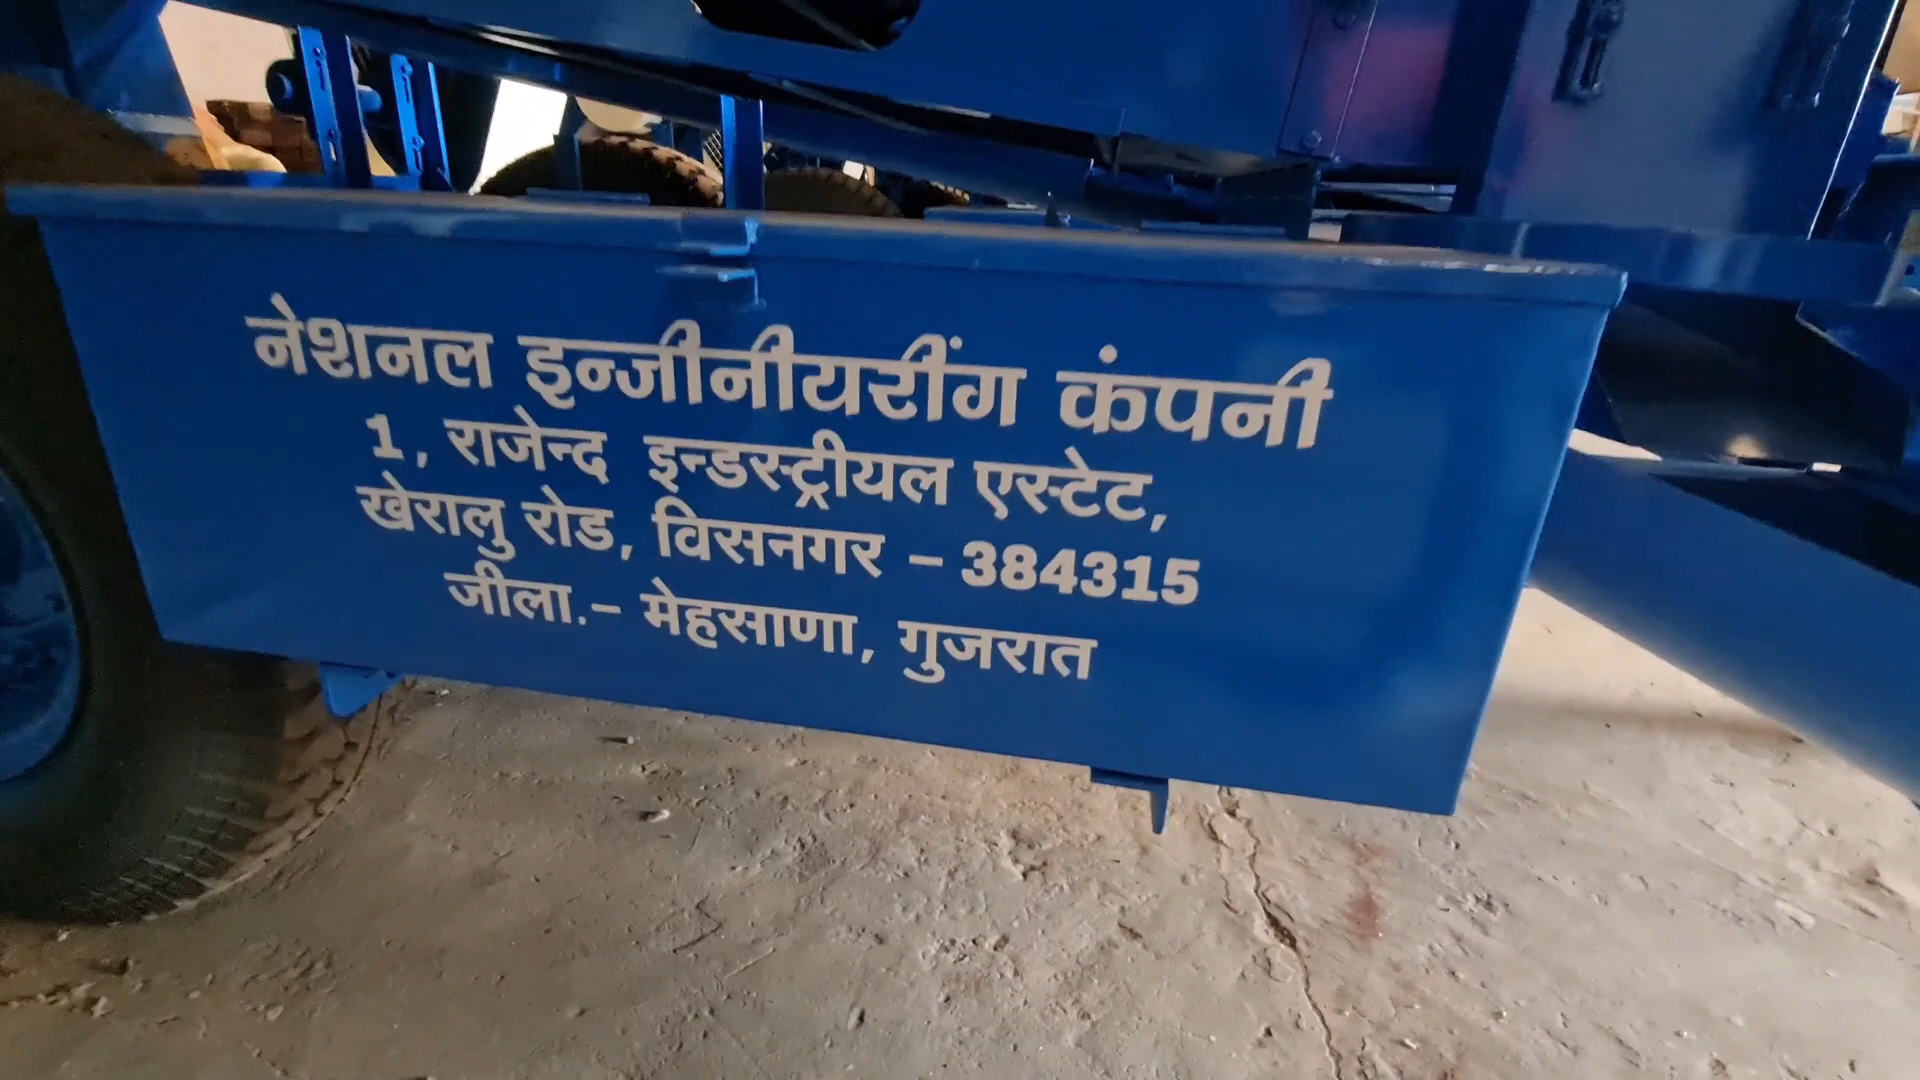 नेशनल इन्जीनीयरींग कंपनी
1, राजेन्द इन्डस्ट्रीयल एस्टेट,
खेरालु रोड, विसनगर – 384315
जीला.– मेहसाणा, गुजरात